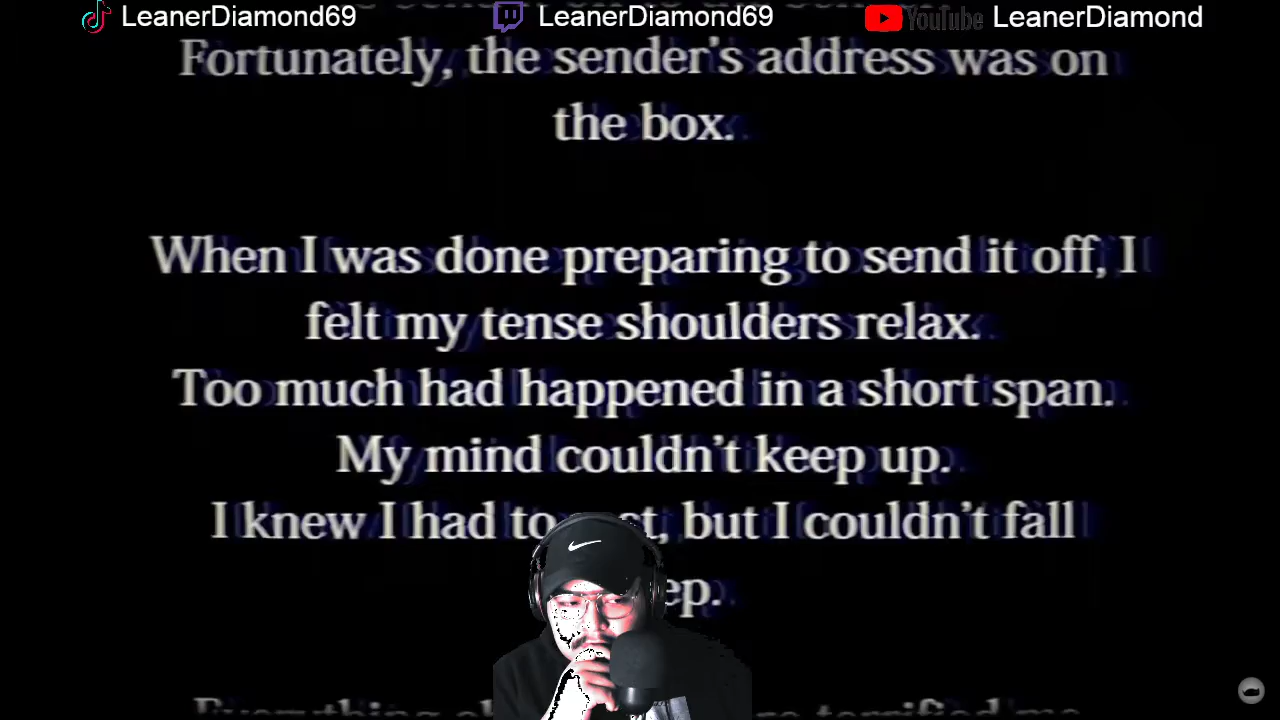 LeanerDiamond69 LeanerDiamond69 YouTube LeanerDiamond
Fortunately, the sender's address was on
the box.
When I was done preparing to send it off, I
felt my tense shoulders relax.
Too much had happened in a short span.
My mind couldn't keep up.
I knew I had to but I couldn't fall
terrified me